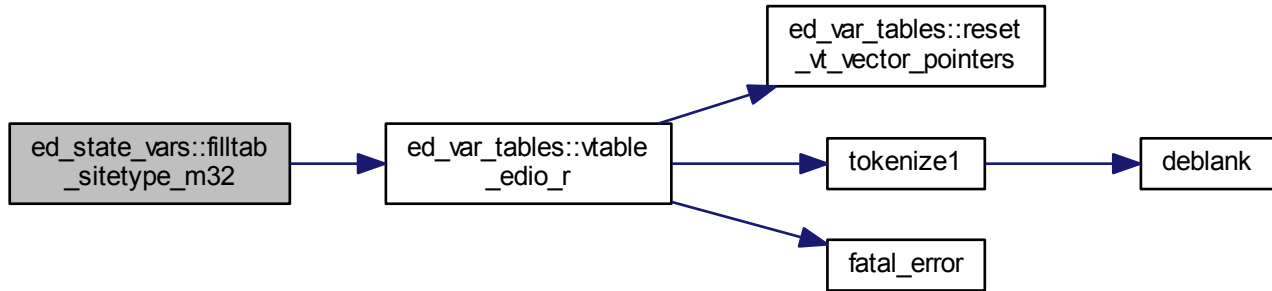 ed_var_tables::reset
_vt_vector_pointers
ed_state_vars::filltab
_sitetype_m32
ed_var_tables::vtable
_edio_r
tokenize1
deblank
fatal_error